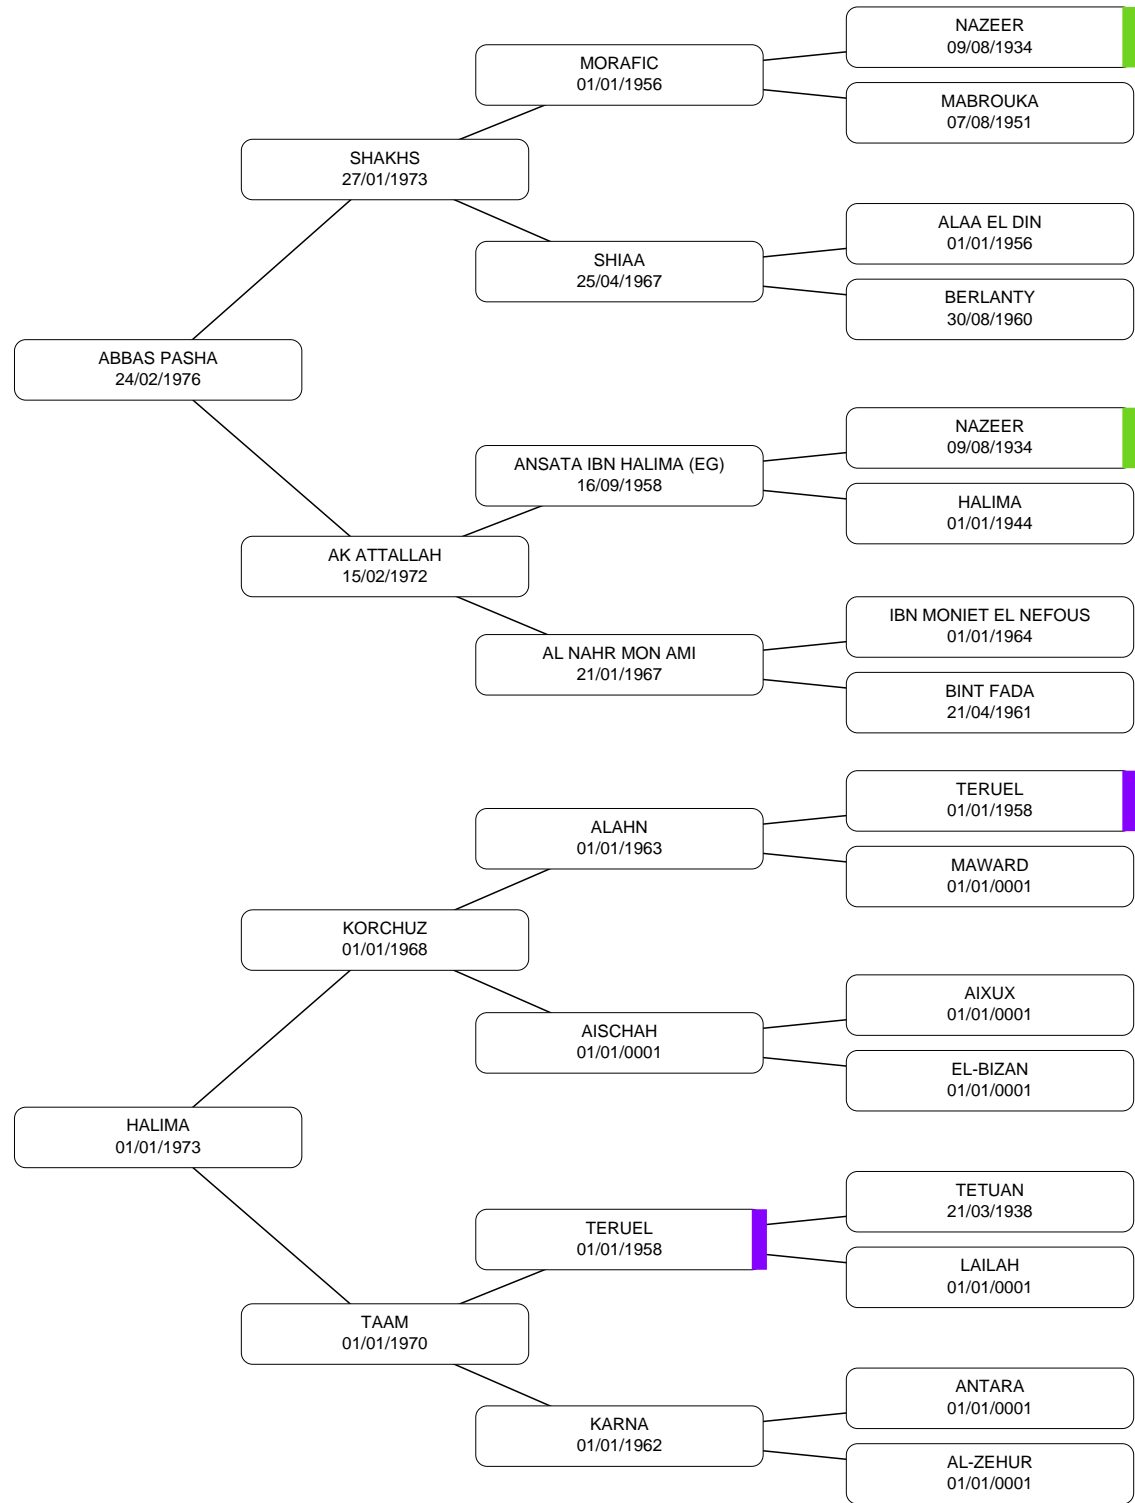 NAZEER
09/08/1934
MORAFIC
01/01/1956
MABROUKA
07/08/1951
SHAKHS
27/01/1973
ALAA EL DIN
01/01/1956
SHIAA
25/04/1967
BERLANTY
30/08/1960
ABBAS PASHA
24/02/1976
NAZEER
09/08/1934
ANSATA IBN HALIMA (EG)
16/09/1958
HALIMA
01/01/1944
AK ATTALLAH
15/02/1972
IBN MONIET EL NEFOUS
01/01/1964
AL NAHR MON AMI
21/01/1967
BINT FADA
21/04/1961
TERUEL
01/01/1958
ALAHN
01/01/1963
MAWARD
01/01/0001
KORCHUZ
01/01/1968
AIXUX
01/01/0001
AISCHAH
01/01/0001
EL-BIZAN
01/01/0001
HALIMA
01/01/1973
TETUAN
21/03/1938
TERUEL
01/01/1958
LAILAH
01/01/0001
TAAM
01/01/1970
ANTARA
01/01/0001
KARNA
01/01/1962
AL-ZEHUR
01/01/0001